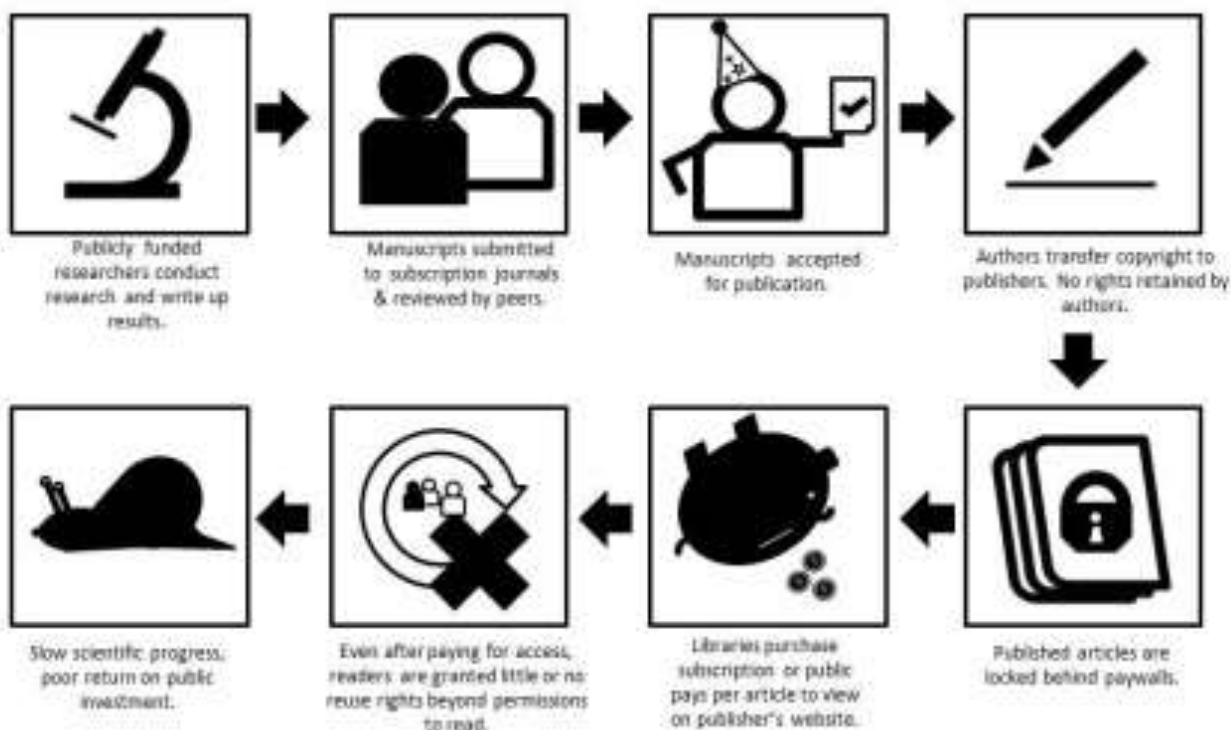 Publicly funded
researchers conduct
research and write up
results.
Manuscripts submitted
to subscription journals
& reviewed by peers.
Manuscripts accepted
for publication.
Authors transfer copyright to
publishers. No rights retained by
authors.
Published articles are
locked behind paywalls.
Libraries purchase
subscription or public
pays per article to view
on publisher's website.
Even after paying for access,
readers are granted little or no
reuse rights beyond permissions
to read.
Slow scientific progress,
poor return on public
investment.